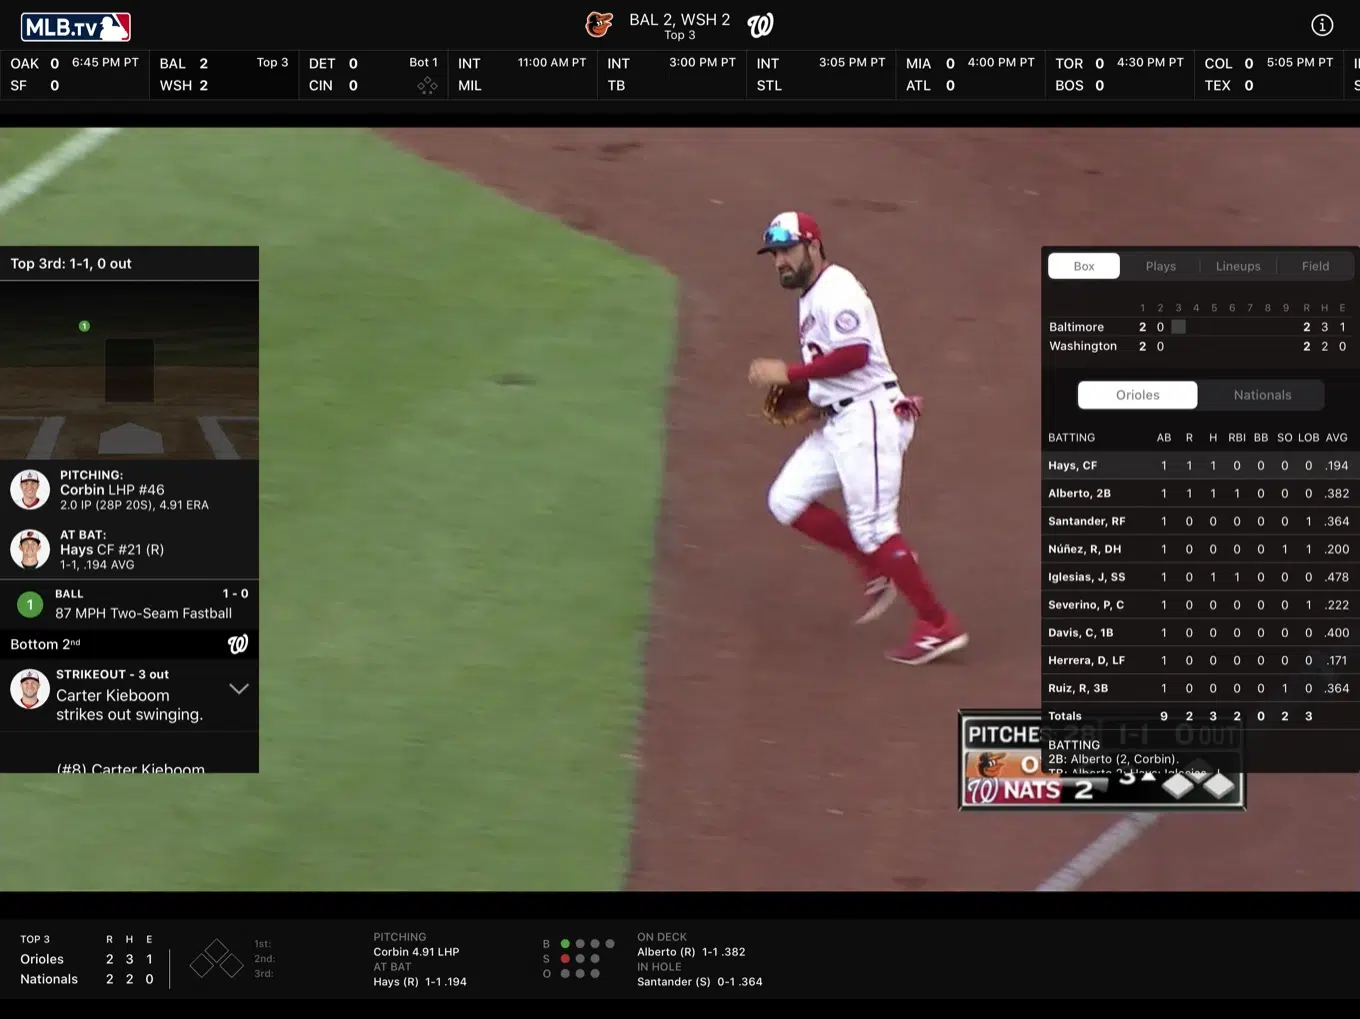 MLB.TV
BAL 2, WSH 2
Top 3
OAK 0 6:45 PM PT
SF 0
BAL 2 Top 3
WSH 2
DET 0 Bot 1
CIN 0
INT 11:00 AM PT
MIL
INT 3:00 PM PT
TB
INT 3:05 PM PT
STL
MIA 0 4:00 PM PT
ATL 0
TOR 0 4:30 PM PT
BOS 0
COL 0 5:05 PM PT
TEX 0
Top 3rd: 1-1, 0 out
1
PITCHING:
Corbin LHP #46
2.0 IP (28P 20S), 4.91 ERA
AT BAT:
Hays CF #21 (R)
1-1, .194 AVG
1
BALL 1 - 0
87 MPH Two-Seam Fastball
Bottom 2nd
STRIKEOUT - 3 out
Carter Kieboom
strikes out swinging.
(#8) Carter Kieboom
Box Plays Lineups Field
1 2 3 4 5 6 7 8 9 R H E
Baltimore 2 0 2 3 1
Washington 2 0 2 2 0
Orioles Nationals
BATTING AB R H RBI BB SO LOB AVG
Hays, CF 1 1 1 0 0 0 0 .194
Alberto, 2B 1 1 1 1 0 0 0 .382
Santander, RF 1 0 0 0 0 0 1 .364
Núñez, R, DH 1 0 0 0 0 1 1 .200
Iglesias, J, SS 1 0 1 1 0 0 0 .478
Severino, P, C 1 0 0 0 0 0 1 .222
Davis, C, 1B 1 0 0 0 0 0 0 .400
Herrera, D, LF 1 0 0 0 0 0 0 .171
Ruiz, R, 3B 1 0 0 0 0 1 0 .364
Totals 9 2 3 2 0 2 3
BATTING
2B: Alberto (2, Corbin).
TB: Alberto 2; Hays; Iglesias, J.
PITCHES 28 1-1 0 OUT
O
W NATS 2 3
TOP 3 R H E
Orioles 2 3 1
Nationals 2 2 0
1st:
2nd:
3rd:
PITCHING
Corbin 4.91 LHP
AT BAT
Hays (R) 1-1 .194
B
S
O
ON DECK
Alberto (R) 1-1 .382
IN HOLE
Santander (S) 0-1 .364